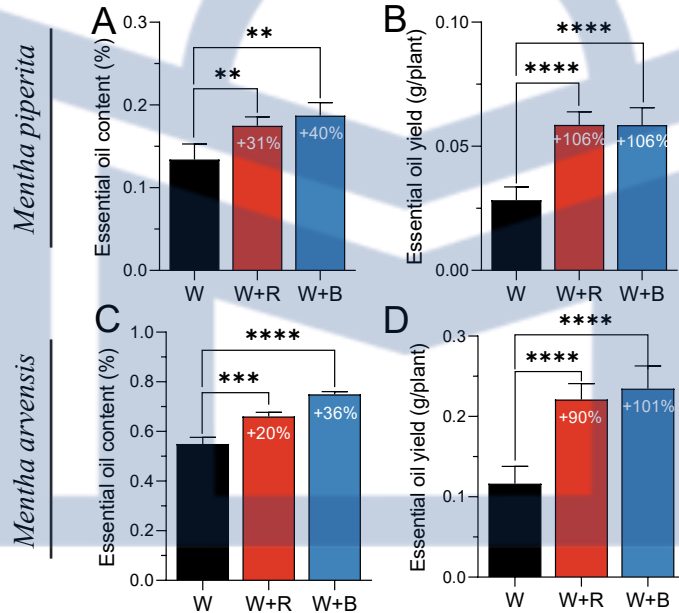 Mentha piperita
A
Essential oil content (%)
0.3
0.2
0.1
0.0
**
**
+31%
+40%
W
W+R
W+B
B
Essential oil yield (g/plant)
0.10
0.05
0.00
****
****
+106%
+106%
W
W+R
W+B
Mentha arvensis
C
Essential oil content (%)
1.0
0.8
0.6
0.4
0.2
0.0
****
***
+20%
+36%
W
W+R
W+B
D
Essential oil yield (g/plant)
0.3
0.2
0.1
0.0
****
****
+90%
+101%
W
W+R
W+B